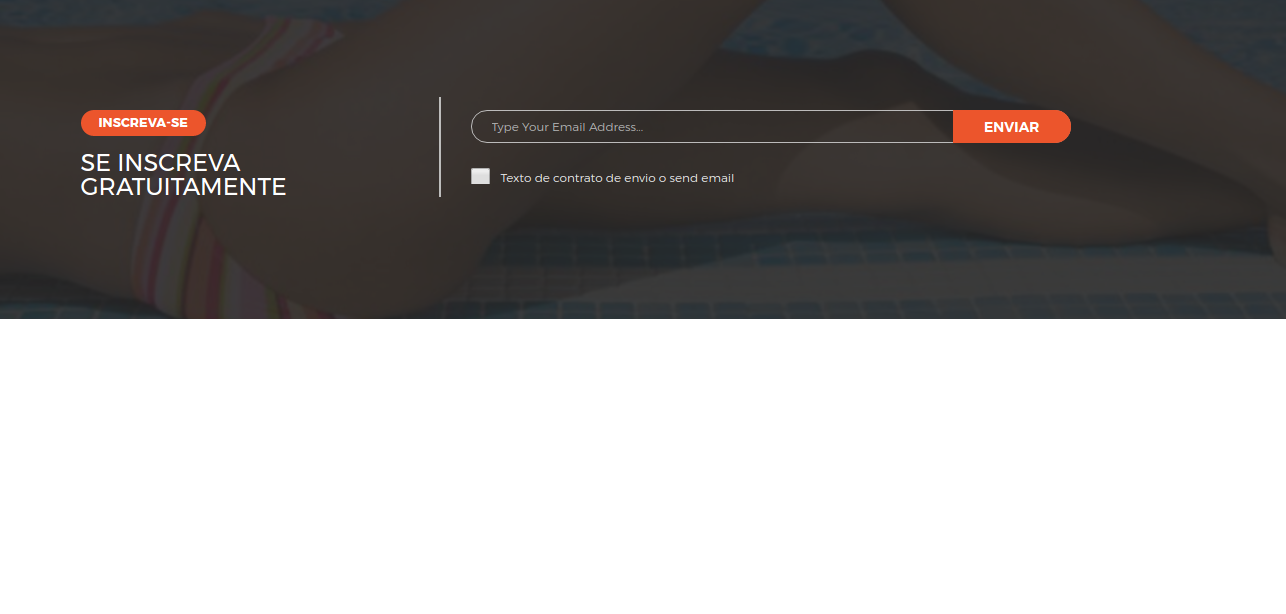 INSCREVA-SE
SE INSCREVA
GRATUITAMENTE
Type Your Email Address...
ENVIAR
Texto de contrato de envio o send email